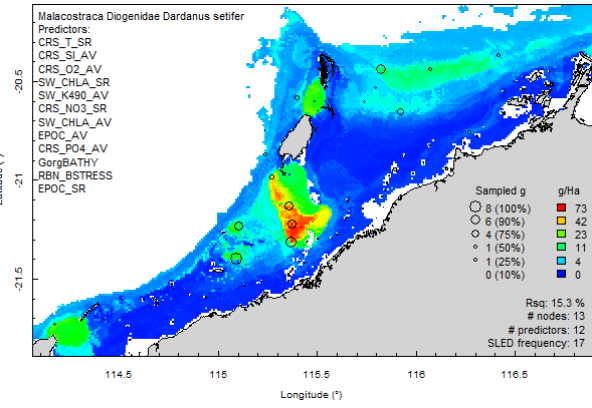 Malacostraca Diogenidae Dardanus setifer
Predictors:
CRS_T_SR
CRS_SI_AV
CRS_O2_AV
SW_CHLA_SR
SW_K490_AV
CRS_NO3_SR
SW_CHLA_AV
EPOC_AV
CRS_PO4_AV
GorgBATHY
RBN_BSTRESS
EPOC_SR
-20.5
-21
-21.5
Sampled g g/Ha
8 (100%) 73
6 (90%) 42
4 (75%) 23
1 (50%) 11
1 (25%) 4
0 (10%) 0
Rsq: 15.3 %
# nodes: 13
# predictors: 12
SLED frequency: 17
114.5 115 115.5 116 116.5
Longitude (°)